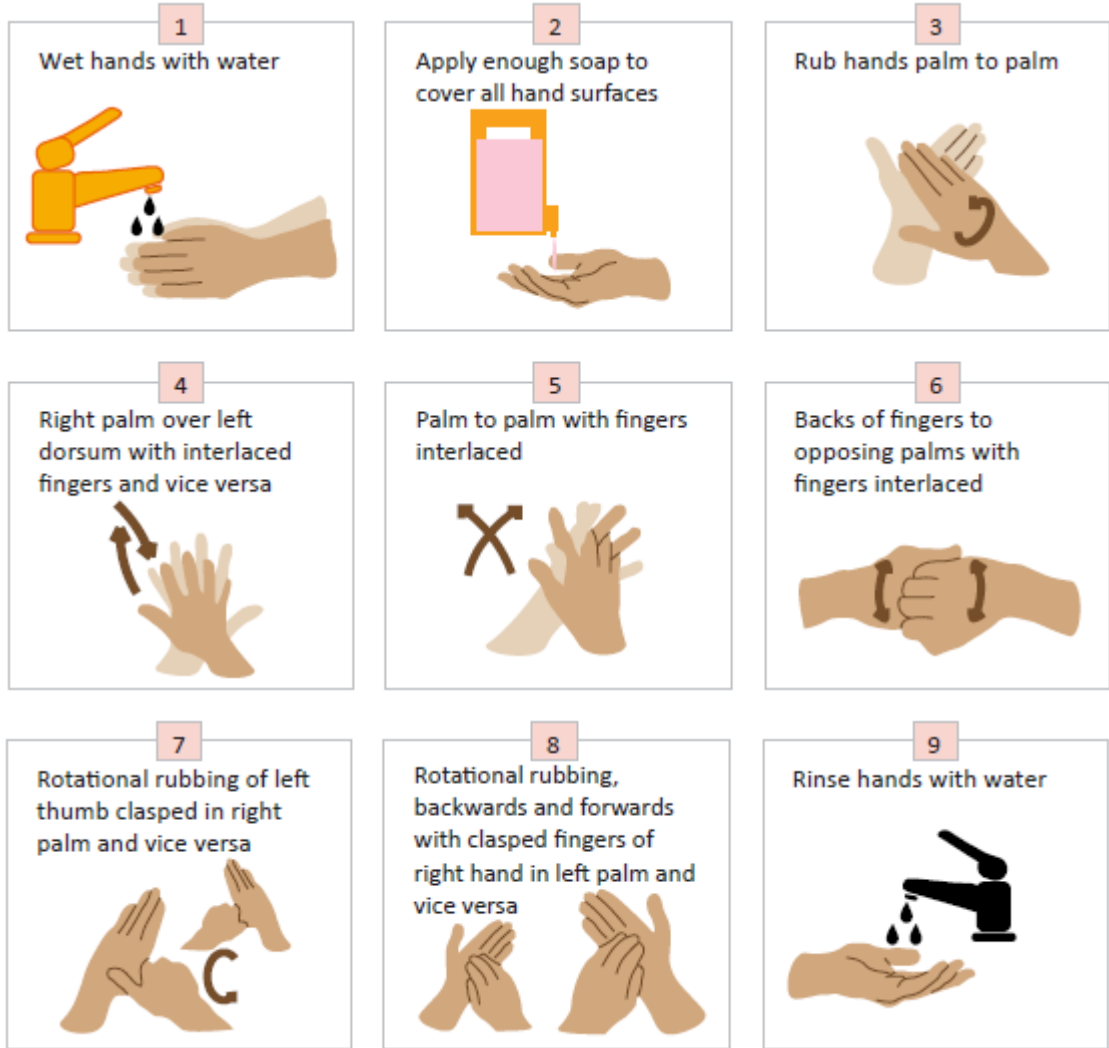 1
Wet hands with water
2
Apply enough soap to
cover all hand surfaces
3
Rub hands palm to palm
4
Right palm over left
dorsum with interlaced
fingers and vice versa
5
Palm to palm with fingers
interlaced
6
Backs of fingers to
opposing palms with
fingers interlaced
7
Rotational rubbing of left
thumb clasped in right
palm and vice versa
8
Rotational rubbing,
backwards and forwards
with clasped fingers of
right hand in left palm and
vice versa
9
Rinse hands with water